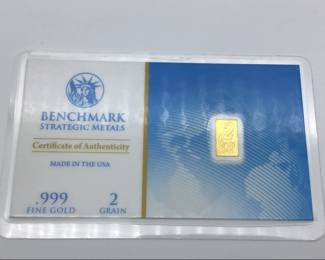 BENCHMARK
STRATEGIC METALS
Certificate of Authenticity
MADE IN THE USA
.999 2
FINE GOLD GRAIN